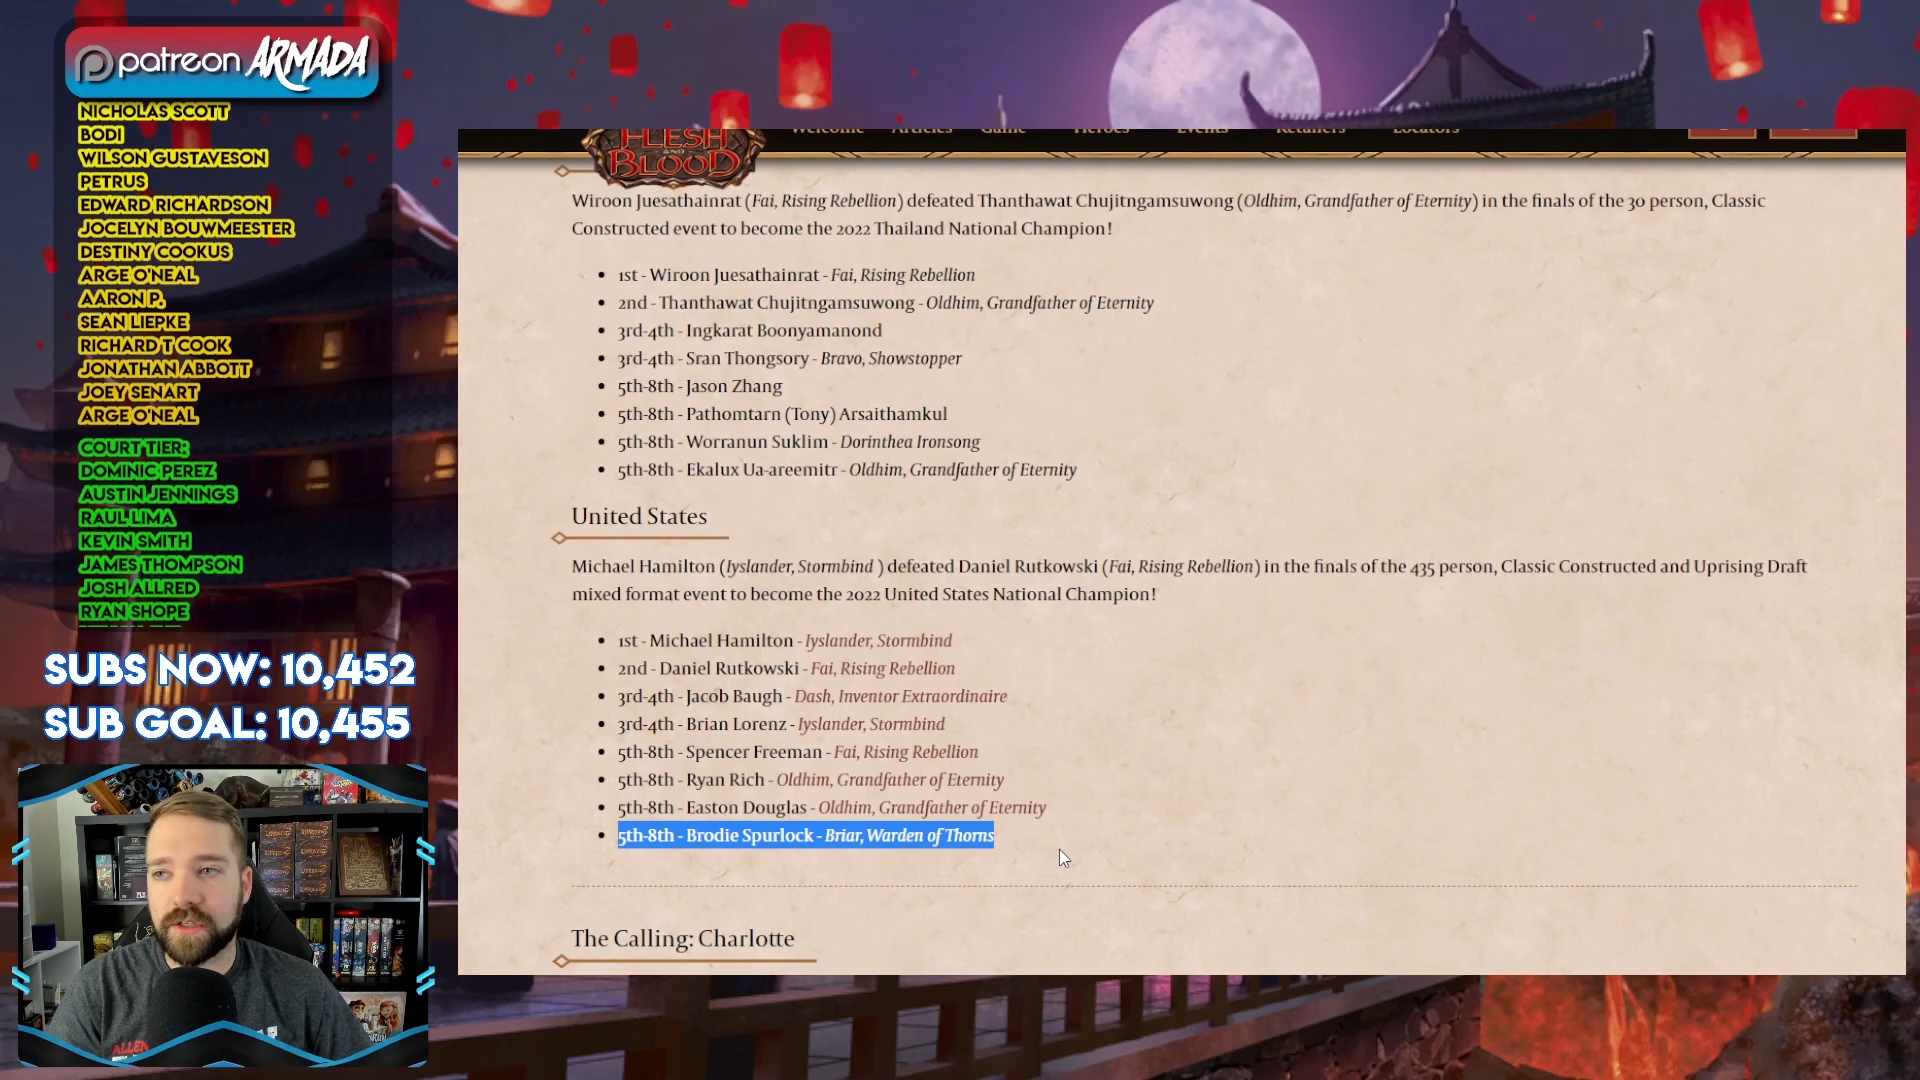 patreon ARMADA
NICHOLAS SCOTT
BODI
WILSON GUSTAVESON
PETRUS
EDWARD RICHARDSON
JOCELYN BOUWMEESTER
DESTINY COOKUS
ARGE O'NEAL
AARON P.
SEAN LIEPKE
RICHARD T COOK
JONATHAN ABBOTT
JOEY SENART
ARGE O'NEAL
COURT TIER:
DOMINIC PEREZ
AUSTIN JENNINGS
RAUL LIMA
KEVIN SMITH
JAMES THOMPSON
JOSH ALLRED
RYAN SHOPE
SUBS NOW: 10,452
SUB GOAL: 10,455
FLESH AND BLOOD
Welcome Articles Game Heroes Events Retailers Locators
Wiroon Juesathainrat (Fai, Rising Rebellion) defeated Thanthawat Chujitngamsuwong (Oldhim, Grandfather of Eternity) in the finals of the 30 person, Classic
Constructed event to become the 2022 Thailand National Champion!
1st - Wiroon Juesathainrat - Fai, Rising Rebellion
2nd - Thanthawat Chujitngamsuwong - Oldhim, Grandfather of Eternity
3rd-4th - Ingkarat Boonyamanond
3rd-4th - Sran Thongsory - Bravo, Showstopper
5th-8th - Jason Zhang
5th-8th - Pathomtarn (Tony) Arsaithamkul
5th-8th - Worranun Suklim - Dorinthea Ironsong
5th-8th - Ekalux Ua-areemitr - Oldhim, Grandfather of Eternity
United States
Michael Hamilton (Iyslander, Stormbind ) defeated Daniel Rutkowski (Fai, Rising Rebellion) in the finals of the 435 person, Classic Constructed and Uprising Draft
mixed format event to become the 2022 United States National Champion!
1st - Michael Hamilton - Iyslander, Stormbind
2nd - Daniel Rutkowski - Fai, Rising Rebellion
3rd-4th - Jacob Baugh - Dash, Inventor Extraordinaire
3rd-4th - Brian Lorenz - Iyslander, Stormbind
5th-8th - Spencer Freeman - Fai, Rising Rebellion
5th-8th - Ryan Rich - Oldhim, Grandfather of Eternity
5th-8th - Easton Douglas - Oldhim, Grandfather of Eternity
5th-8th - Brodie Spurlock - Briar, Warden of Thorns
The Calling: Charlotte